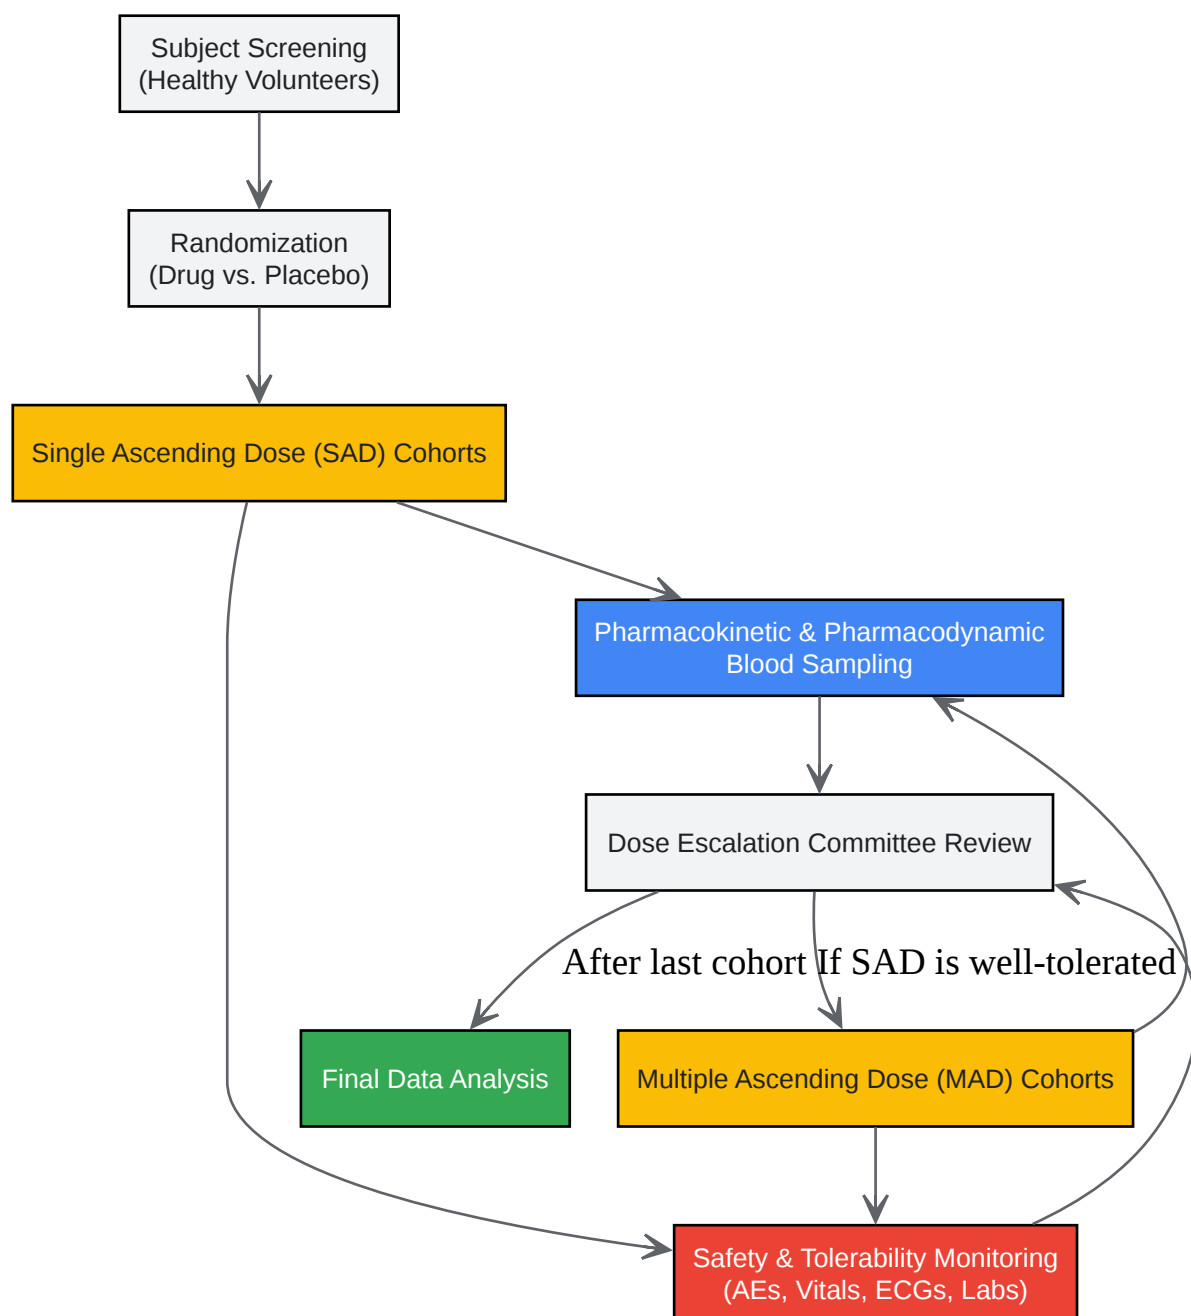 Subject Screening
(Healthy Volunteers)
Randomization
(Drug vs. Placebo)
Single Ascending Dose (SAD) Cohorts
Pharmacokinetic & Pharmacodynamic
Blood Sampling
Dose Escalation Committee Review
After last cohort
If SAD is well-tolerated
Final Data Analysis
Multiple Ascending Dose (MAD) Cohorts
Safety & Tolerability Monitoring
(AEs, Vitals, ECGs, Labs)